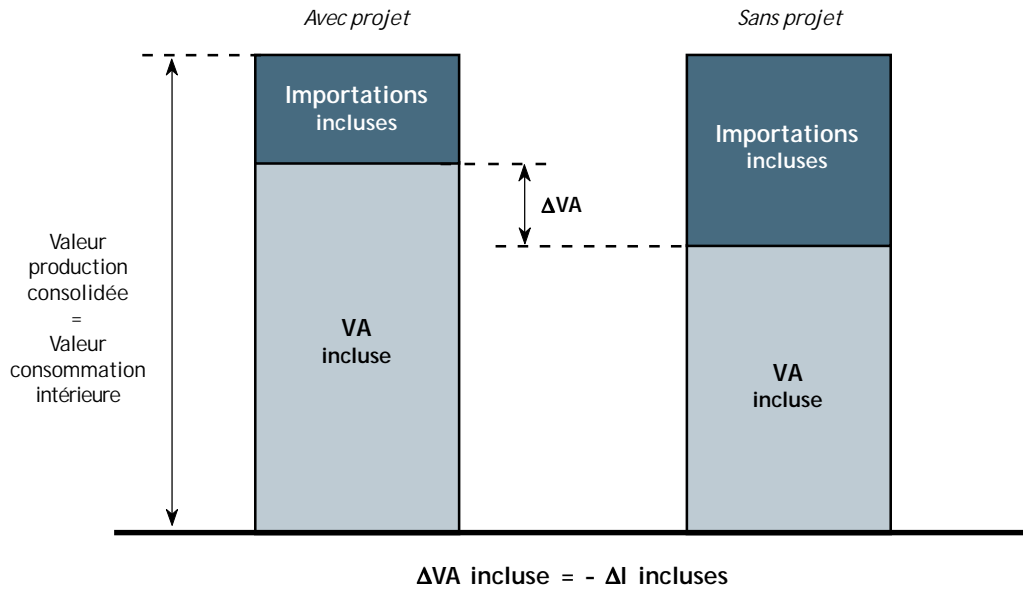 Avec projet
Sans projet
Importations
incluses
Importations
incluses
ΔVA
Valeur
production
consolidée
=
Valeur
consommation
intérieure
VA
incluse
VA
incluse
ΔVA incluse = - ΔI incluses